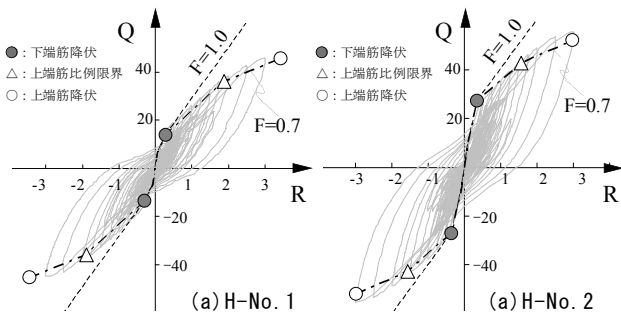 Q
●：下端筋降伏
△：上端筋比例限界
○：上端筋降伏
F=1.0
F=0.7
40
20
-20
-40
-3 -2 -1 1 2 3
R
(a)H-No.1
Q
●：下端筋降伏
△：上端筋比例限界
○：上端筋降伏
F=1.0
F=0.7
40
20
-20
-40
-3 -2 -1 1 2 3
R
(a)H-No.2